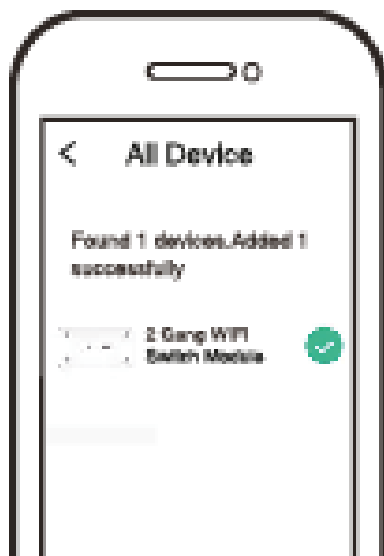 < All Device
Found 1 devices.Added 1
successfully
2 Gang WIFI
Switch Module